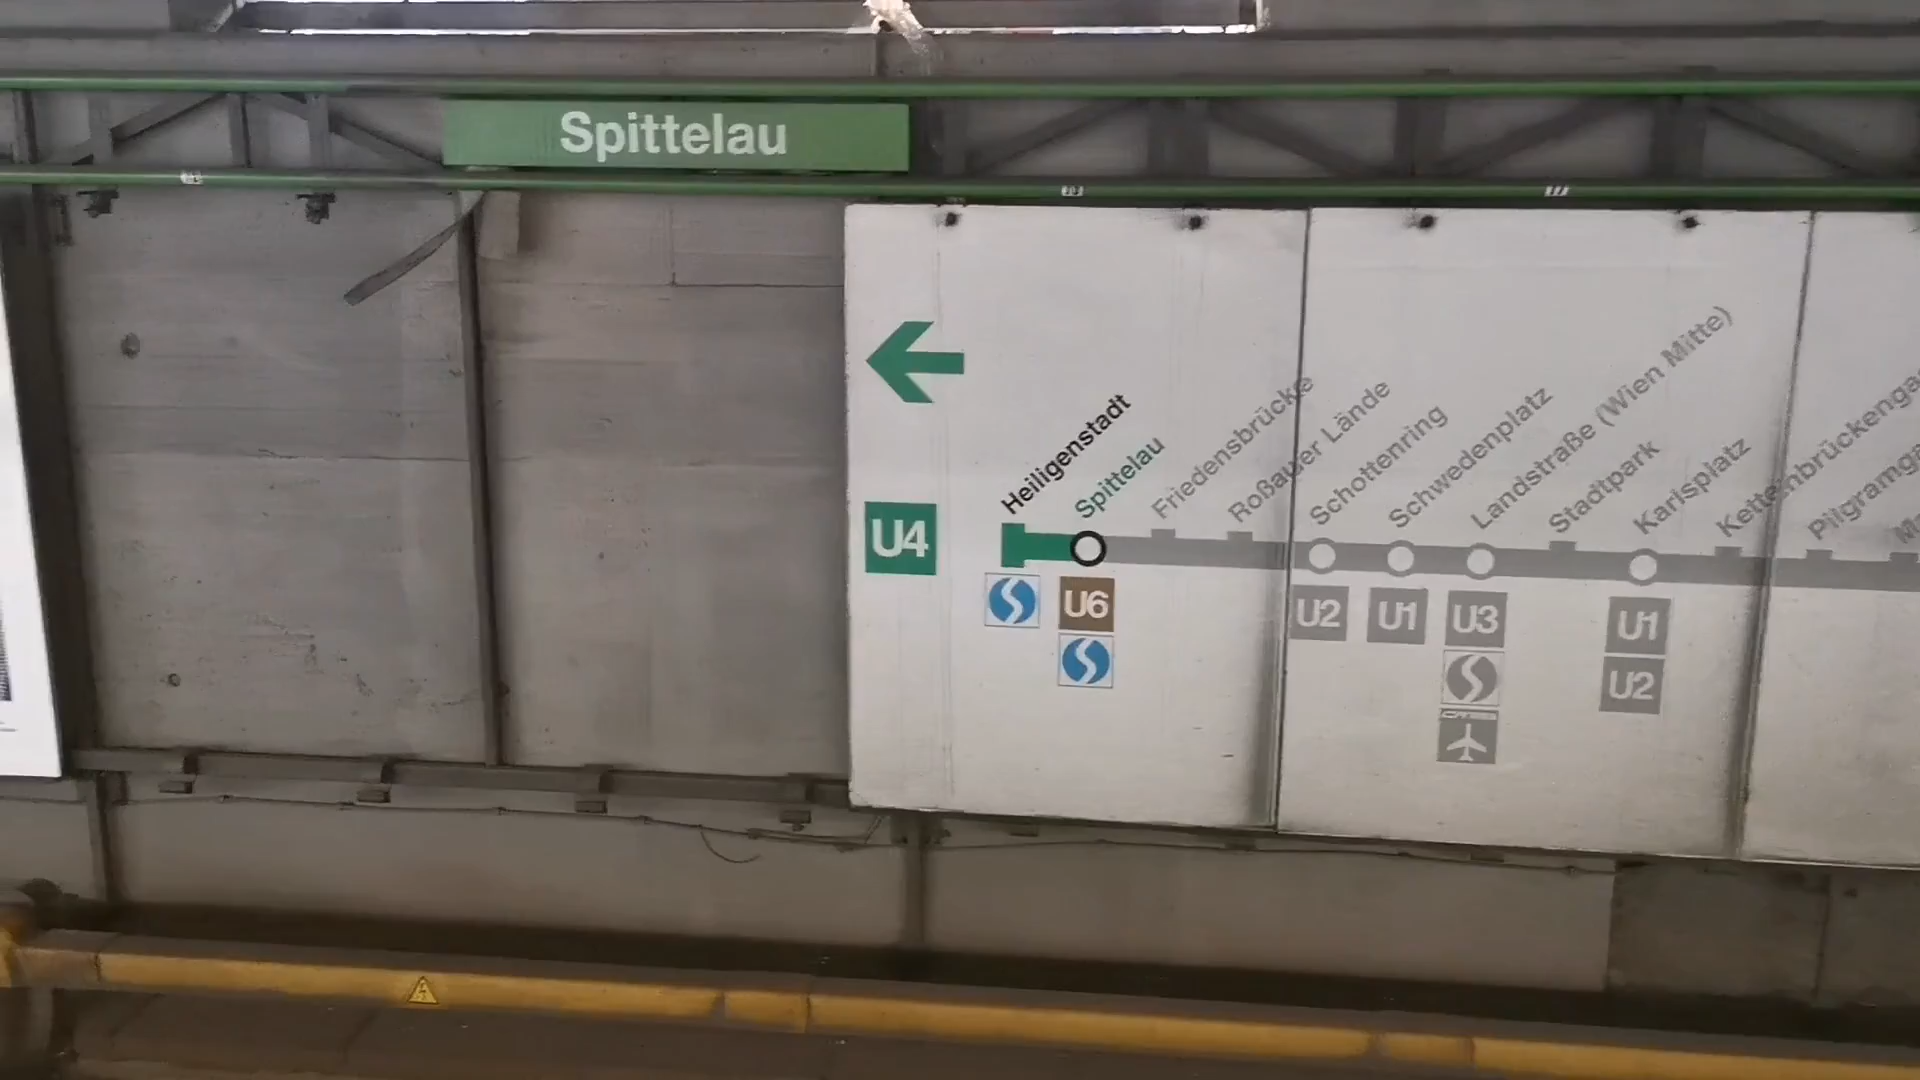 Spittelau
Heiligenstadt
Spittelau
Friedensbrücke
Roßauer Lände
Schottenring
Schwedenplatz
Landstraße (Wien Mitte)
Stadtpark
Karlsplatz
U4
U6
U2
U1
U3
U1
U2